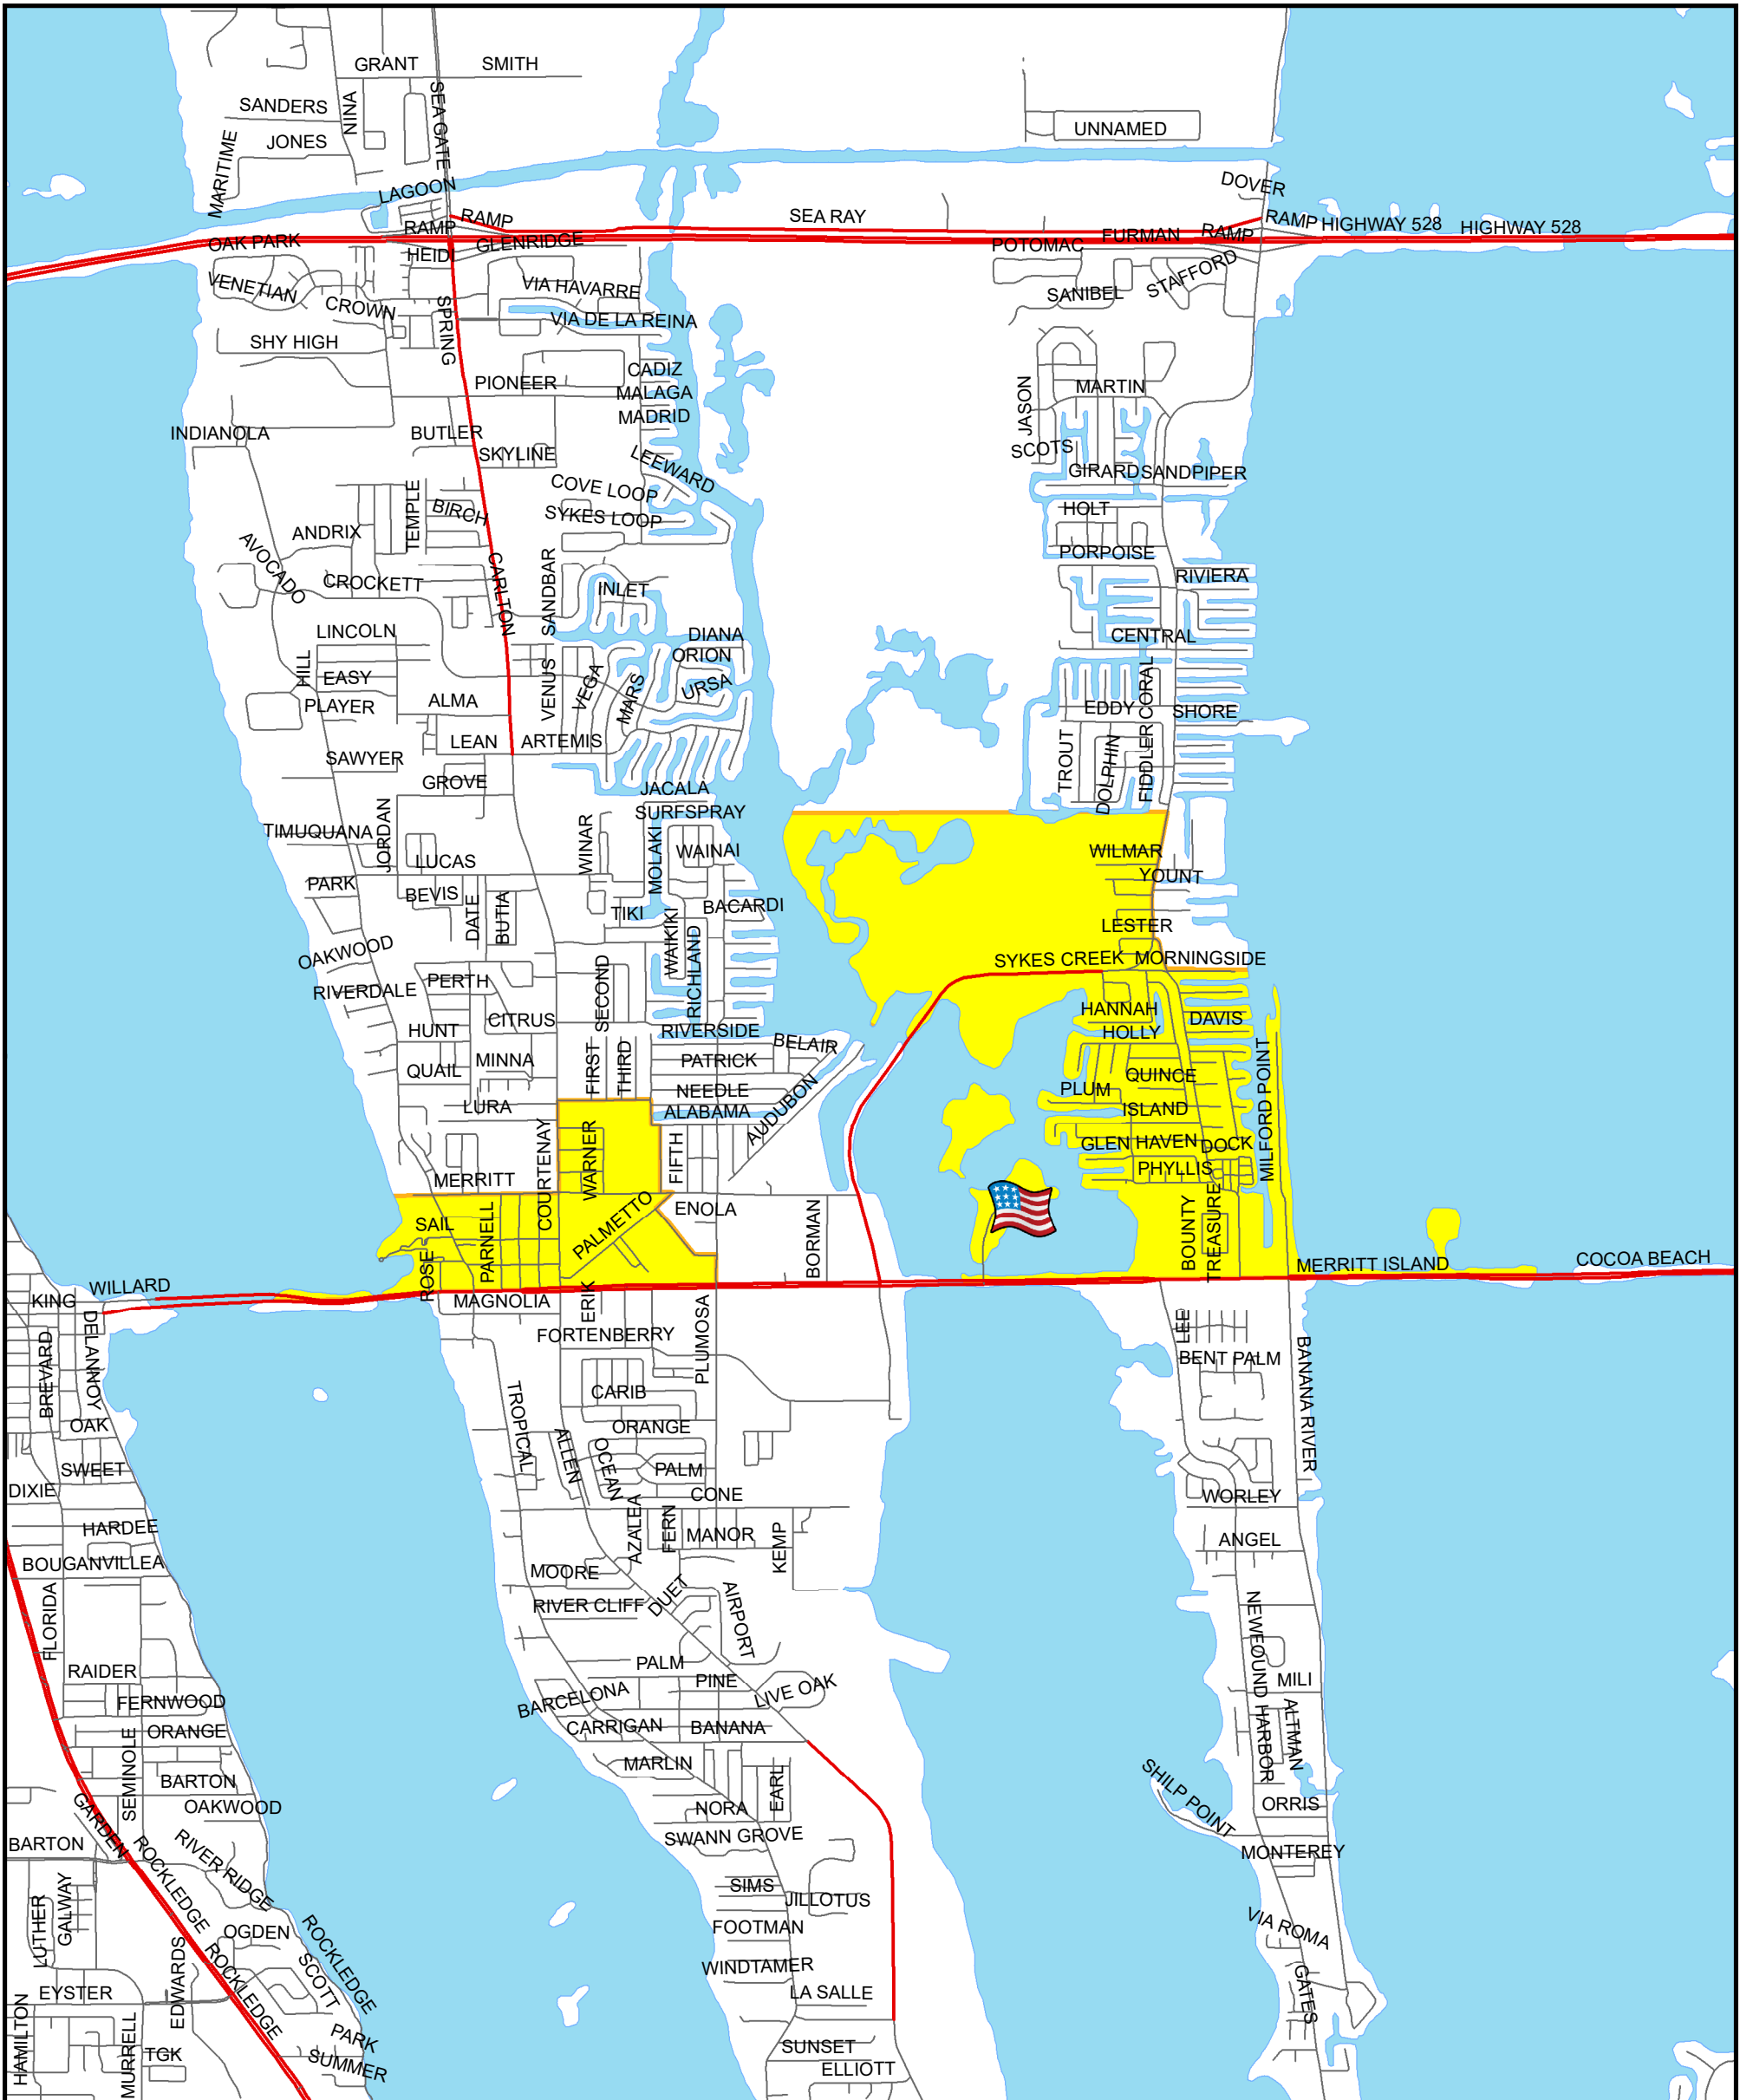 GRANT
SMITH
SANDERS
NINA
SEA GATE
UNNAMED
JONES
MARITIME
LAGOON
DOVER
RAMP
SEA RAY
RAMP
HIGHWAY 528
HIGHWAY 528
RAMP
OAK PARK
GLENRIDGE
FURMAN
RAMP
POTOMAC
HEIDI
VENETIAN
VIA HAVARRE
STAFFORD
SANIBEL
CROWN
SPRING
VIA DE LA REINA
SHY HIGH
CADIZ
PIONEER
MALAGA
MARTIN
JASON
MADRID
INDIANOLA
BUTLER
SKYLINE
SCOTS
LEEWARD
GIRARD
SANDPIPER
COVE LOOP
TEMPLE
BIRCH
SYKES LOOP
HOLT
ANDRIX
AVOCADO
PORPOISE
CROCKETT
CARLTON
SANDBAR
INLET
RIVIERA
LINCOLN
DIANA
CENTRAL
ORION
HILL
EASY
VENUS
VEGA
MARS
URSA
CORAL
PLAYER
ALMA
EDDY
SHORE
LEAN
ARTEMIS
SAWYER
TROUT
DOLPHIN
FIDDLER
GROVE
JACALA
SURFSPRAY
TIMUQUANA
JORDAN
WINAR
MOLAKI
WAINAI
WILMAR
LUCAS
YOUNT
PARK
BEVIS
DATE
BUTIA
TIKI
BACARDI
WAIKIKI
LESTER
OAKWOOD
RICHLAND
SYKES CREEK
MORNINGSIDE
PERTH
RIVERDALE
SECOND
HANNAH
CITRUS
DAVIS
HUNT
RIVERSIDE
HOLLY
BELAIR
QUAIL
MINNA
FIRST
THIRD
PATRICK
MILFORD POINT
QUINCE
NEEDLE
PLUM
LURA
ALABAMA
AUDUBON
ISLAND
COURTENAY
WARNER
FIFTH
GLEN HAVEN
DOCK
PHYLLIS
MERRITT
ENOLA
SAIL
PARNELL
PALMETTO
BORMAN
BOUNTY
TREASURE
ROSE
MERRITT ISLAND
COCOA BEACH
WILLARD
KING
MAGNOLIA
ERIK
DELANNOY
FORTENBERRY
PLUMOSA
LEE
BREVARD
BENT PALM
BANANA RIVER
CARIB
TROPICAL
OAK
ORANGE
ALLEN
OCEAN
SWEET
PALM
DIXIE
CONE
WORLEY
HARDEE
AZALEA
FERN
MANOR
KEMP
ANGEL
BOUGANVILLEA
MOORE
FLORIDA
DUET
RIVER CLIFF
AIRPORT
NEWFOUND HARBOR
RAIDER
PALM
PINE
MILI
BARCELONA
LIVE OAK
FERNWOOD
ORANGE
CARRIGAN
BANANA
ALTMAN
SEMINOLE
MARLIN
BARTON
EARL
SHILP POINT
GARDEN
OAKWOOD
NORA
ORRIS
BARTON
ROCKLEDGE
RIVER RIDGE
SWANN GROVE
MONTEREY
LUTHER
GALWAY
SIMS
JILLOTUS
OGDEN
ROCKLEDGE
FOOTMAN
VIA ROMA
EDWARDS
ROCKLEDGE
SCOTT
WINDTAMER
EYSTER
LA SALLE
GATES
HAMILTON
MURRELL
TGK
PARK
SUMMER
SUNSET
ELLIOTT